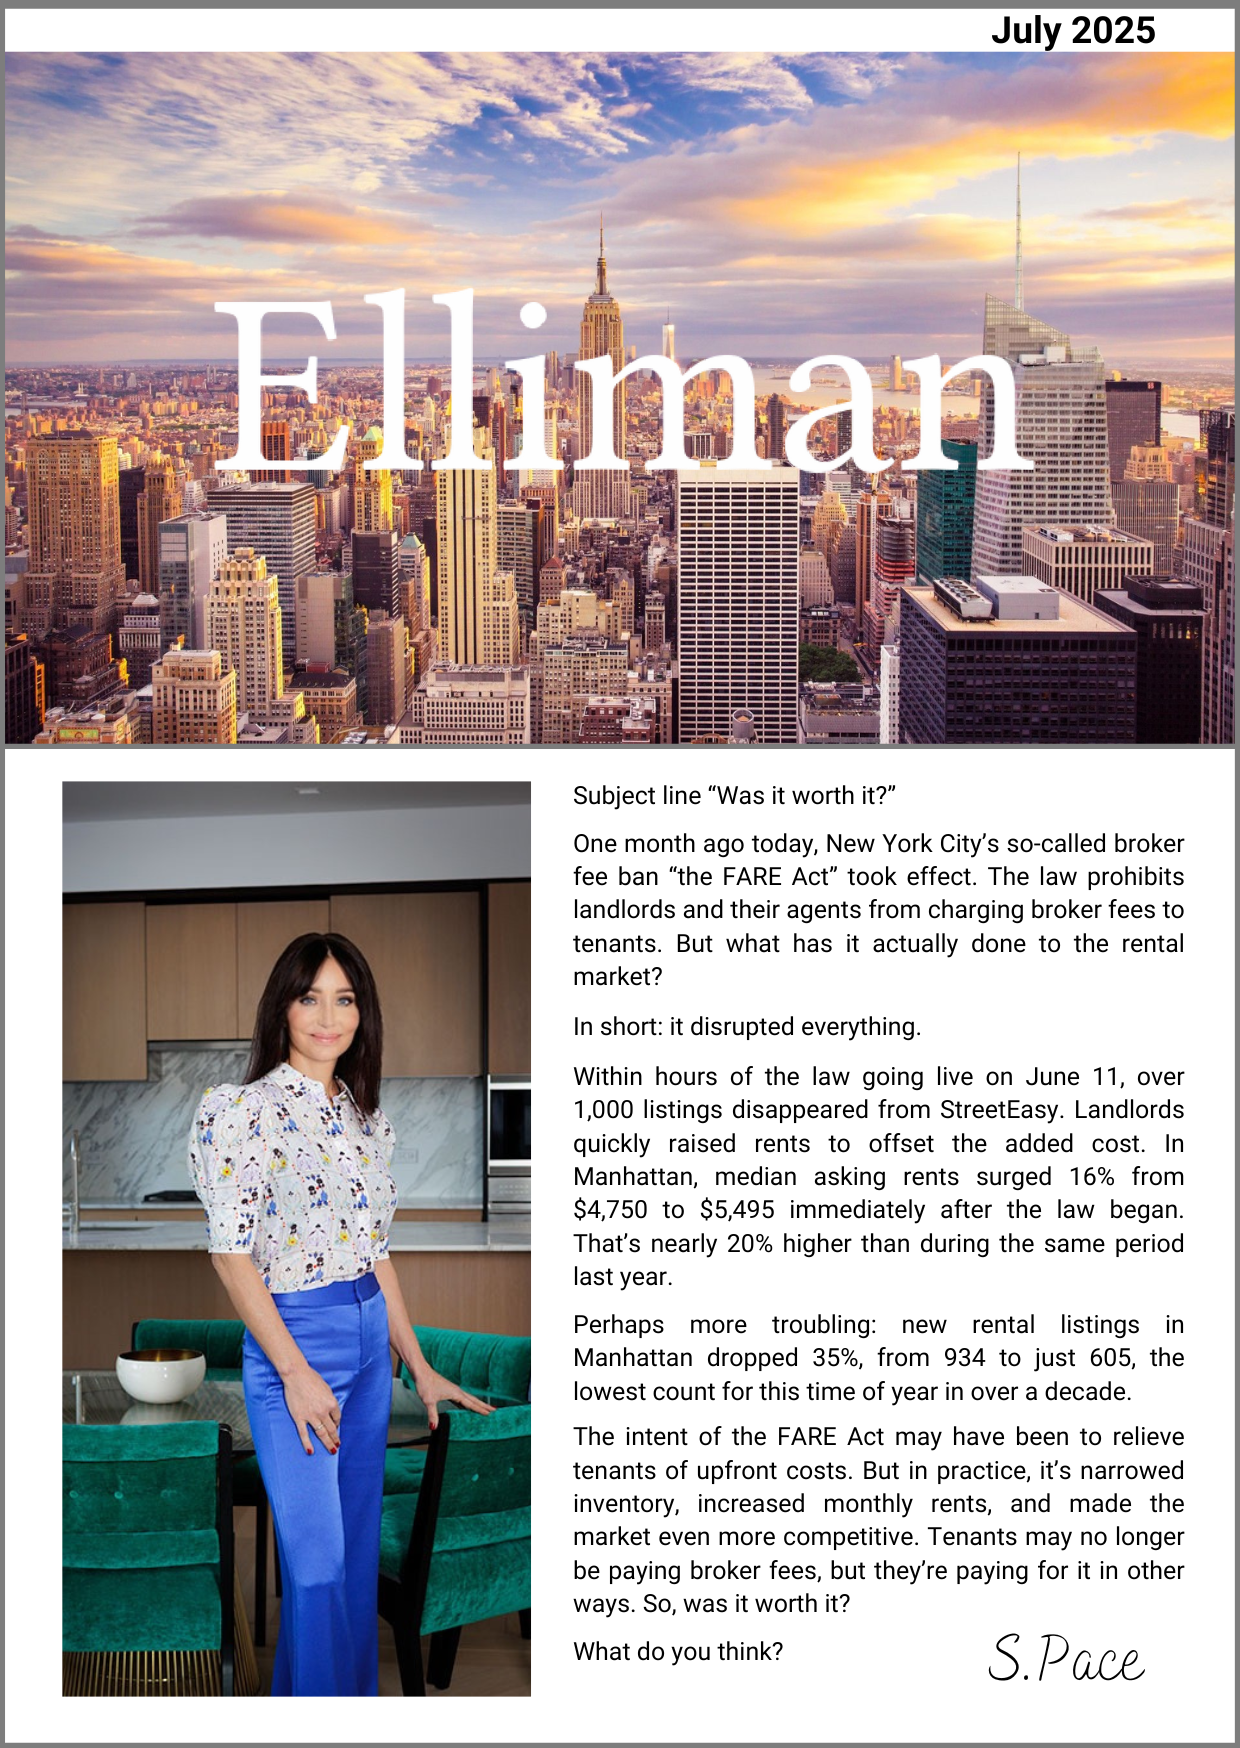 July 2025
Elliman
Subject line “Was it worth it?”
One month ago today, New York City’s so-called broker
fee ban “the FARE Act” took effect. The law prohibits
landlords and their agents from charging broker fees to
tenants. But what has it actually done to the rental
market?
In short: it disrupted everything.
Within hours of the law going live on June 11, over
1,000 listings disappeared from StreetEasy. Landlords
quickly raised rents to offset the added cost. In
Manhattan, median asking rents surged 16% from
$4,750 to $5,495 immediately after the law began.
That’s nearly 20% higher than during the same period
last year.
Perhaps more troubling: new rental listings in
Manhattan dropped 35%, from 934 to just 605, the
lowest count for this time of year in over a decade.
The intent of the FARE Act may have been to relieve
tenants of upfront costs. But in practice, it’s narrowed
inventory, increased monthly rents, and made the
market even more competitive. Tenants may no longer
be paying broker fees, but they’re paying for it in other
ways. So, was it worth it?
What do you think?
S.Pace